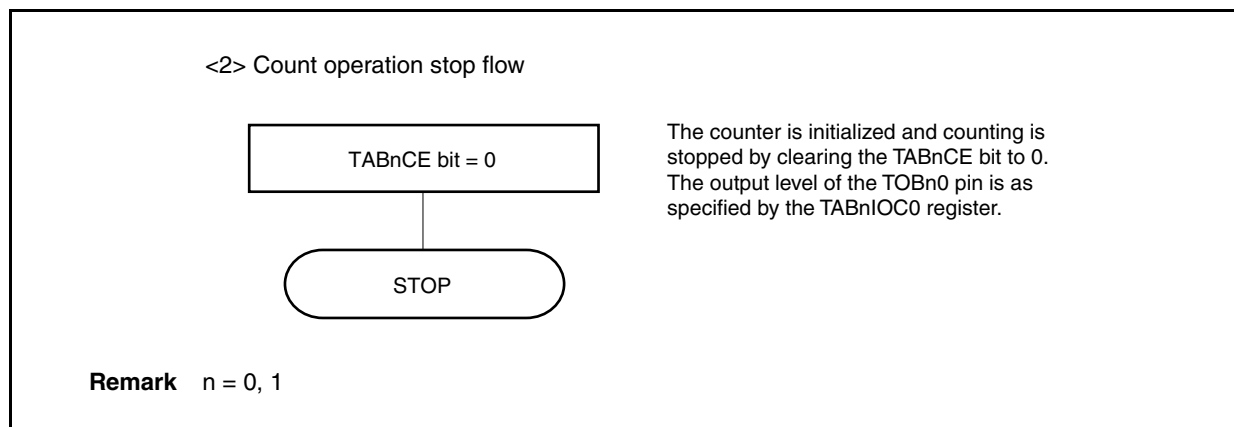 <2> Count operation stop flow
TABnCE bit = 0
The counter is initialized and counting is
stopped by clearing the TABnCE bit to 0.
The output level of the TOBn0 pin is as
specified by the TABnIOC0 register.
STOP
Remark n = 0, 1